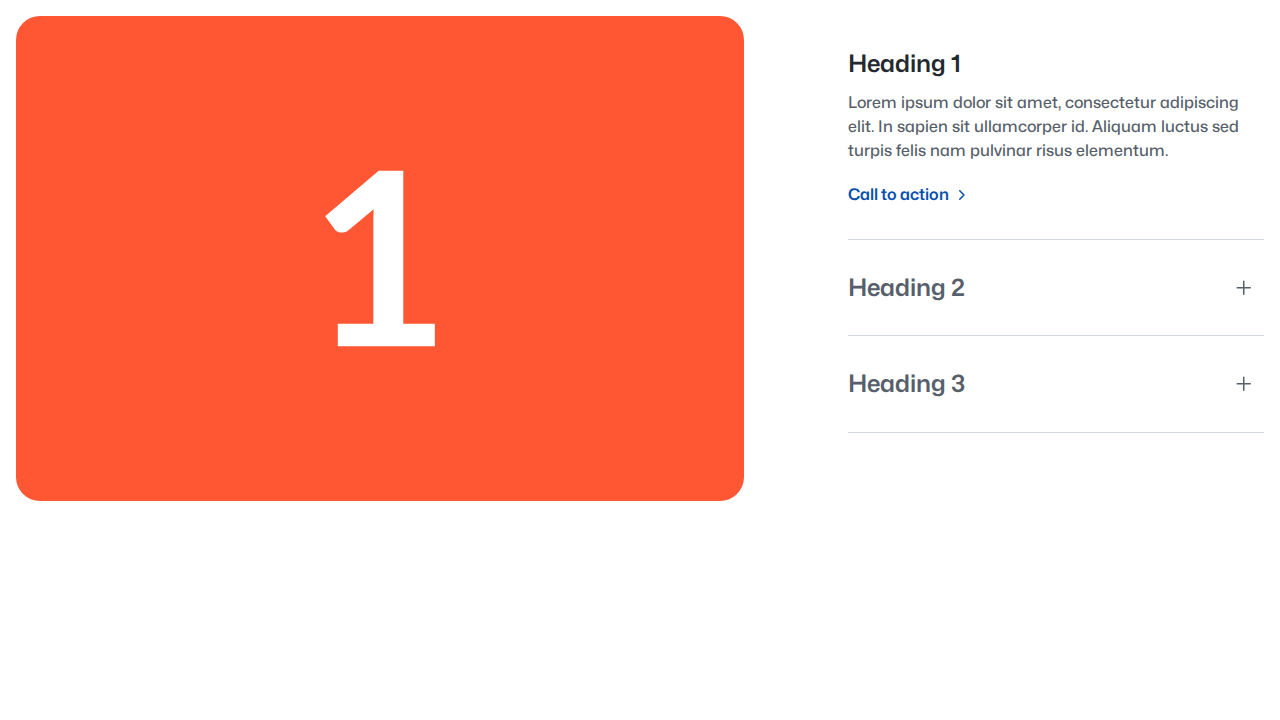 1
Heading 1
Lorem ipsum dolor sit amet, consectetur adipiscing
elit. In sapien sit ullamcorper id. Aliquam luctus sed
turpis felis nam pulvinar risus elementum.
Call to action
Heading 2
Heading 3